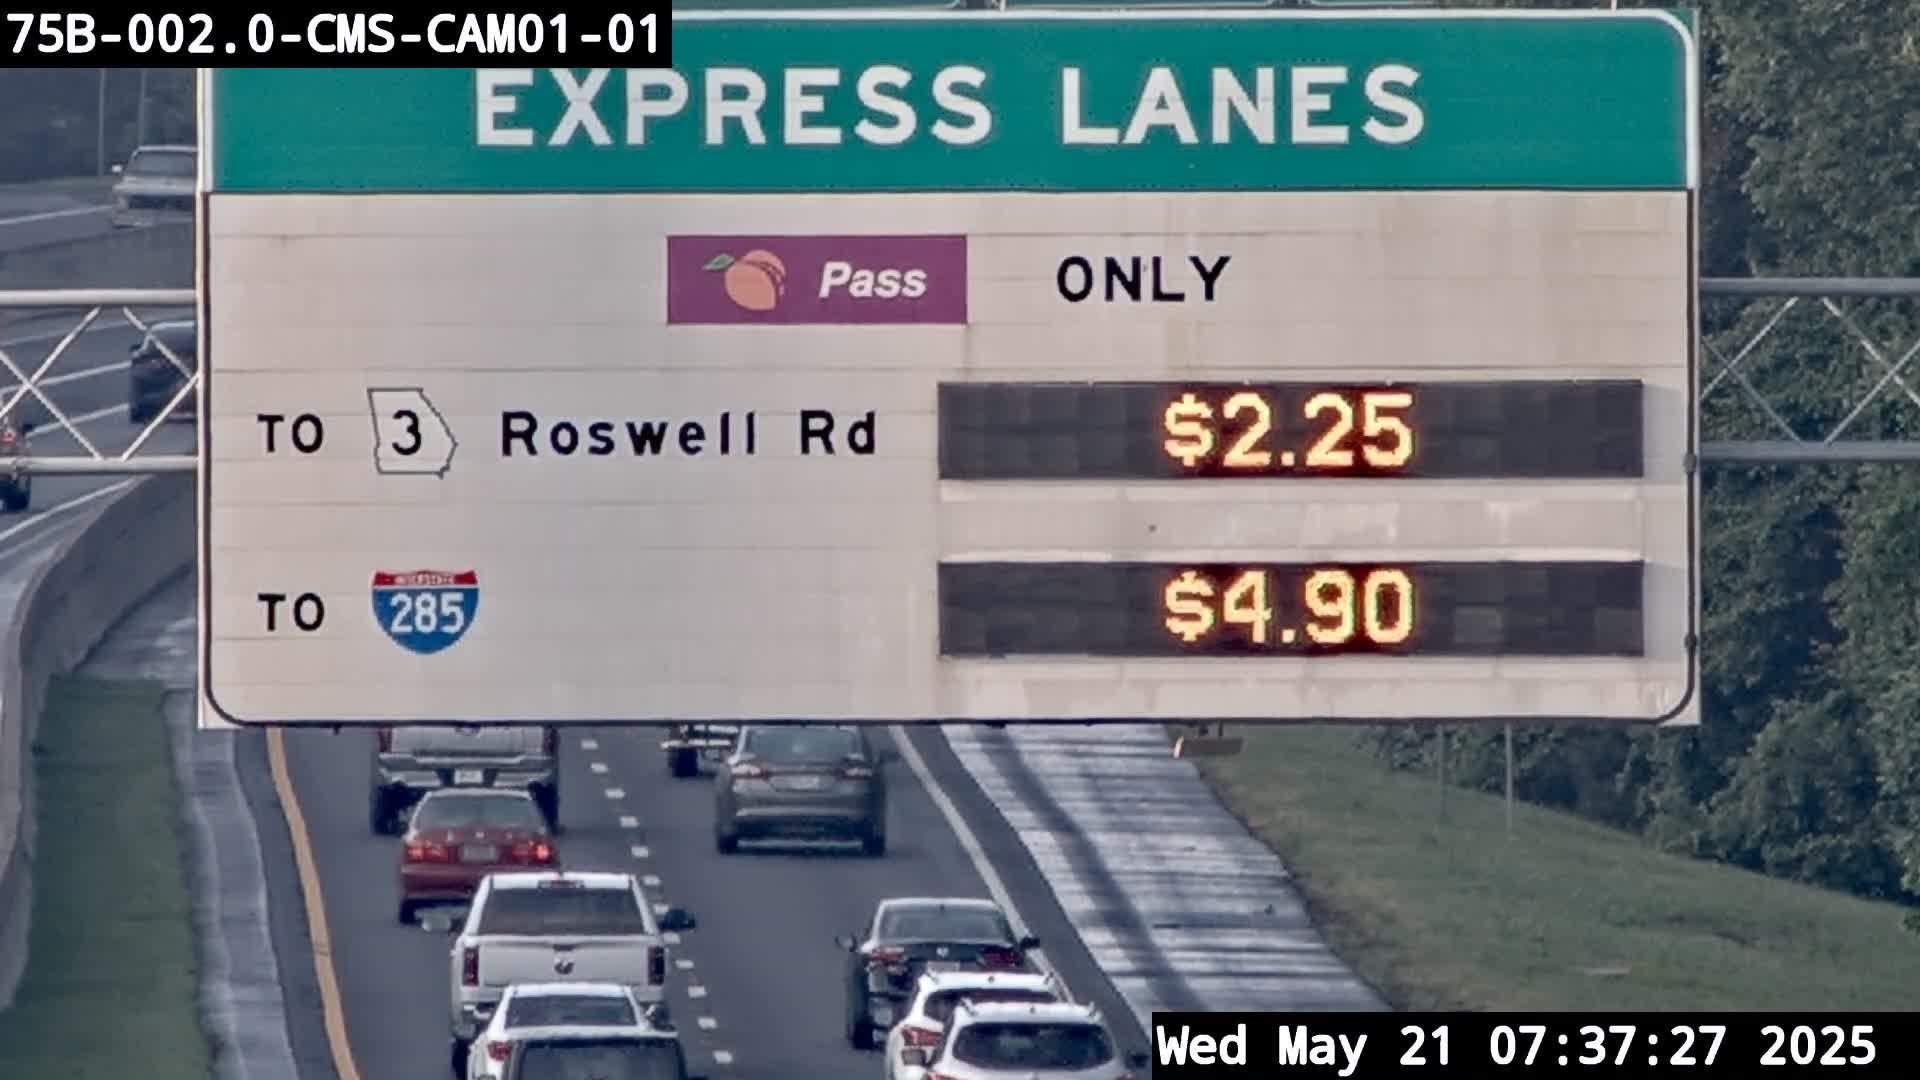 75B-002.0-CMS-CAM01-01
EXPRESS LANES
Pass ONLY
TO 3 Roswell Rd $2.25
TO INTERSTATE 285 $4.90
Wed May 21 07:37:27 2025